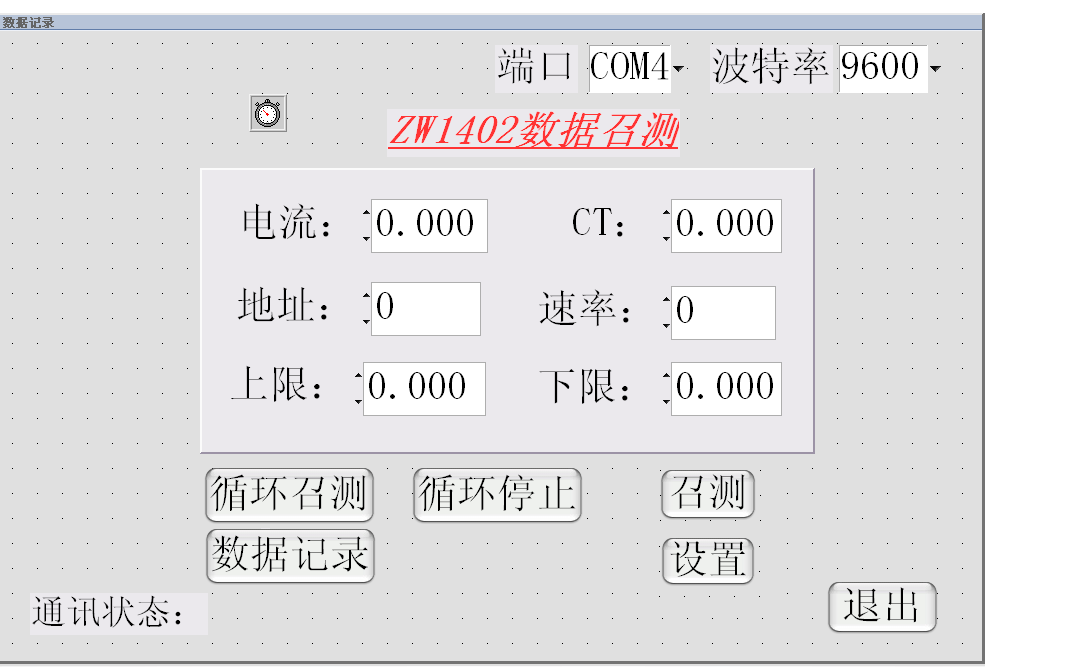 数据记录
端口 COM4 波特率 9600
ZW1402数据召测
电流： 0.000 CT： 0.000
地址： 0 速率： 0
上限： 0.000 下限： 0.000
循环召测 循环停止 召测
数据记录 设置
退出
通讯状态：